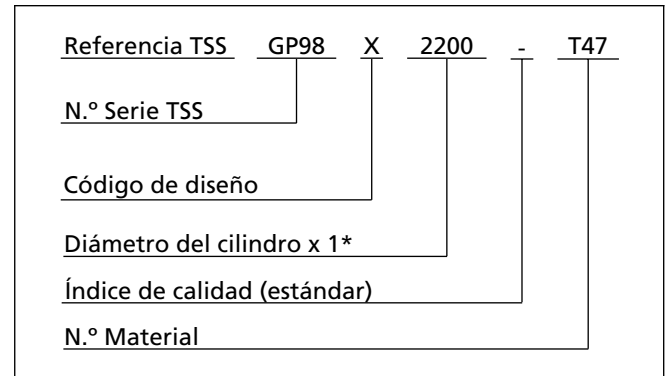 Referencia TSS GP98 X 2200 - T47
N.º Serie TSS
Código de diseño
Diámetro del cilindro x 1*
Índice de calidad (estándar)
N.º Material